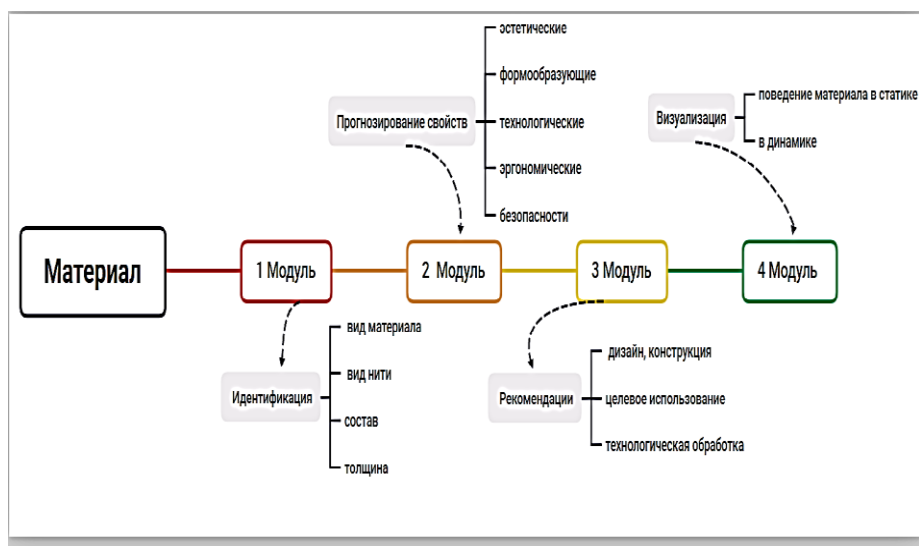 эстетические
формообразующие
Прогнозирование свойств
технологические
эргономические
безопасности
Визуализация
поведение материала в статике
в динамике
Материал
1 Модуль
2 Модуль
3 Модуль
4 Модуль
Идентификация
вид материала
вид нити
состав
толщина
Рекомендации
дизайн, конструкция
целевое использование
технологическая обработка